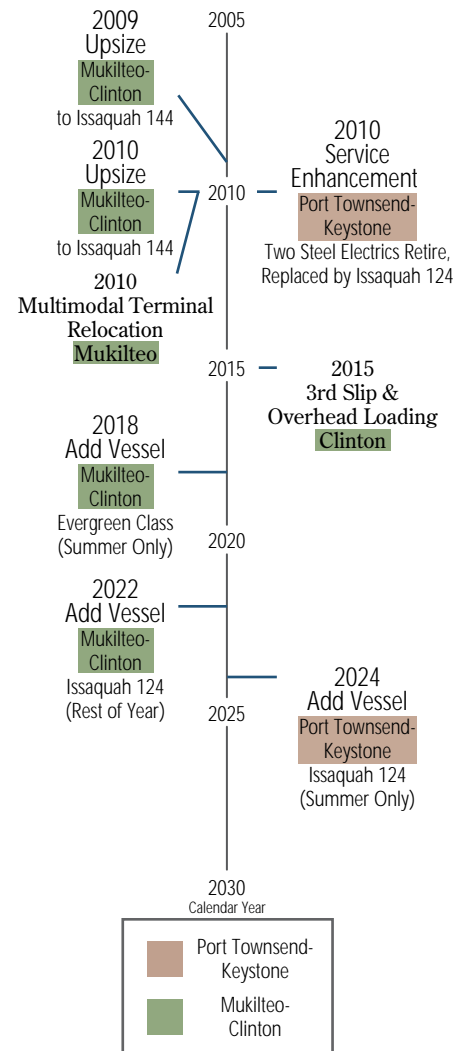 2005
2009
Upsize
Mukilteo-
Clinton
to Issaquah 144
2010
Upsize
Mukilteo-
Clinton
to Issaquah 144
2010
Service
Enhancement
Port Townsend-
Keystone
Two Steel Electrics Retire,
Replaced by Issaquah 124
2010
2010
Multimodal Terminal
Relocation
Mukilteo
2015
2015
3rd Slip &
Overhead Loading
Clinton
2018
Add Vessel
Mukilteo-
Clinton
Evergreen Class
(Summer Only)
2020
2022
Add Vessel
Mukilteo-
Clinton
Issaquah 124
(Rest of Year)
2024
Add Vessel
Port Townsend-
Keystone
Issaquah 124
(Summer Only)
2025
2030
Calendar Year
Port Townsend-
Keystone
Mukilteo-
Clinton